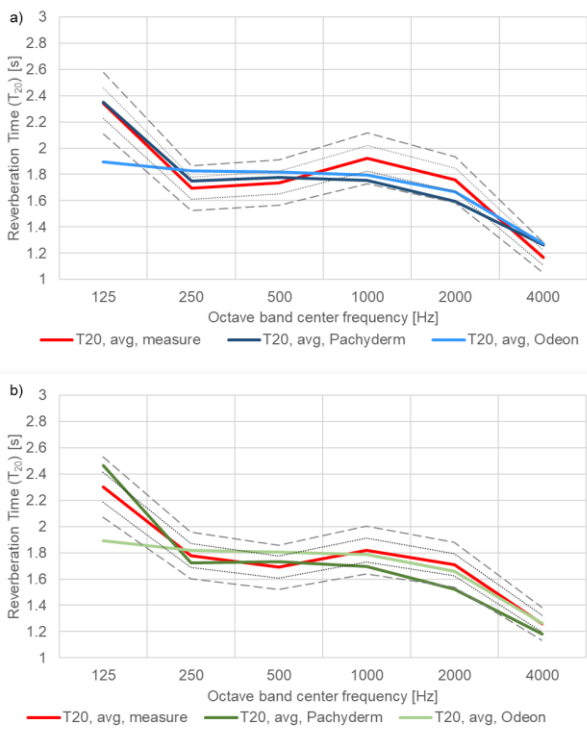 a)
Reverberation Time (T20) [s]
3
2.8
2.6
2.4
2.2
2
1.8
1.6
1.4
1.2
1
125 250 500 1000 2000 4000
Octave band center frequency [Hz]
T20, avg, measure T20, avg, Pachyderm T20, avg, Odeon
b)
Reverberation Time (T20) [s]
3
2.8
2.6
2.4
2.2
2
1.8
1.6
1.4
1.2
1
125 250 500 1000 2000 4000
Octave band center frequency [Hz]
T20, avg, measure T20, avg, Pachyderm T20, avg, Odeon